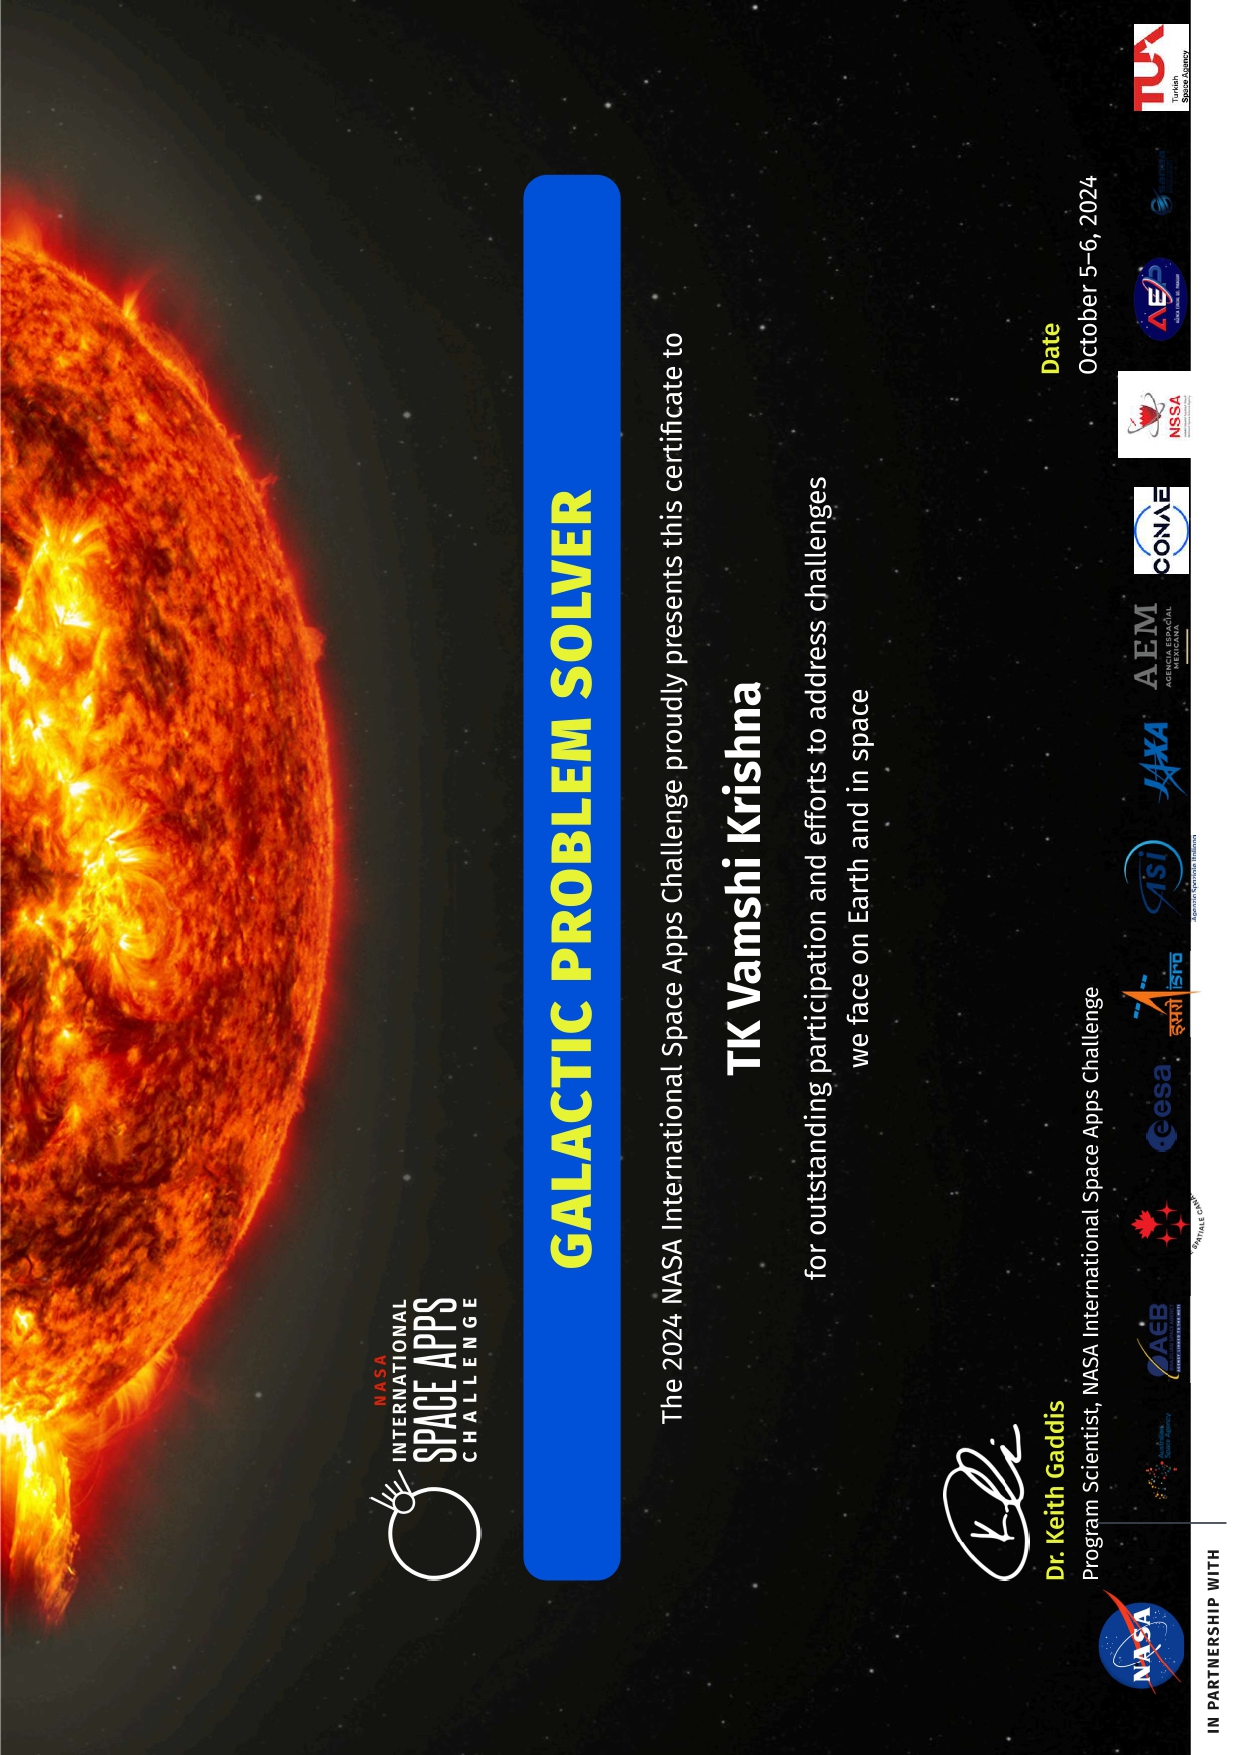 NASA
INTERNATIONAL
SPACE APPS
CHALLENGE
GALACTIC PROBLEM SOLVER
The 2024 NASA International Space Apps Challenge proudly presents this certificate to
TK Vamshi Krishna
for outstanding participation and efforts to address challenges
we face on Earth and in space
Dr. Keith Gaddis
Program Scientist, NASA International Space Apps Challenge
Date
October 5–6, 2024
NASA
Australian
Space Agency
AEB
BRAZILIAN SPACE AGENCY
SPATIALE CANA
esa
इसरो isro
asi
Agenzia Spaziale Italiana
JAXA
AEM
AGENCIA ESPACIAL
MEXICANA
CONAE
NSSA
AEP
TUA
Turkish
Space Agency
IN PARTNERSHIP WITH